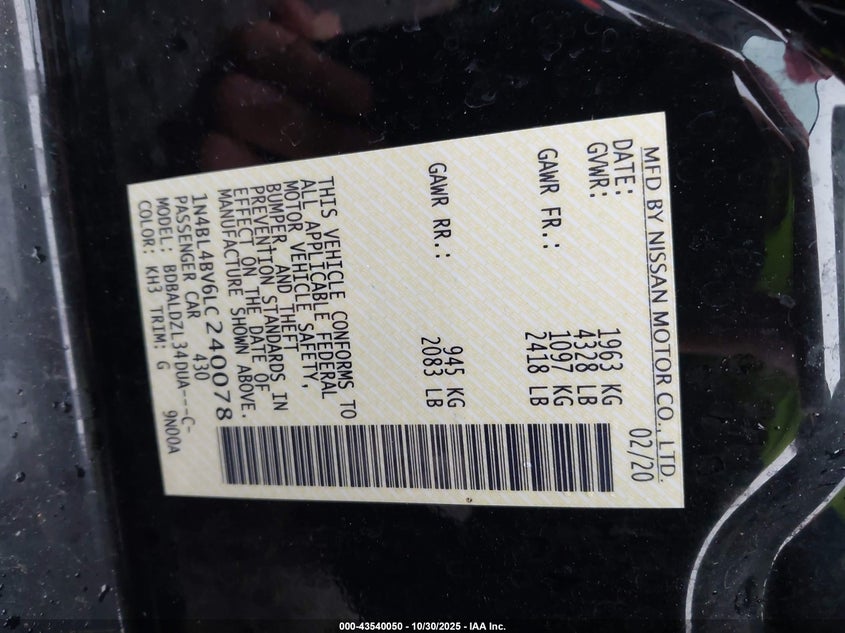 MFD BY NISSAN MOTOR CO., LTD.
DATE: 02/20
GVWR: 1963 KG
4328 LB
GAWR FR.: 1097 KG
2418 LB
GAWR RR.: 945 KG
2083 LB
THIS VEHICLE CONFORMS TO
ALL APPLICABLE FEDERAL
MOTOR VEHICLE SAFETY,
BUMPER, AND THEFT
PREVENTION STANDARDS IN
EFFECT ON THE DATE OF
MANUFACTURE SHOWN ABOVE.
1N4BL4BV6LC240078
PASSENGER CAR 430
MODEL: BDBALDZL34DUA---C-
COLOR: KH3 TRIM: G 9N00A
000-43540050 - 10/30/2025 - IAA Inc.